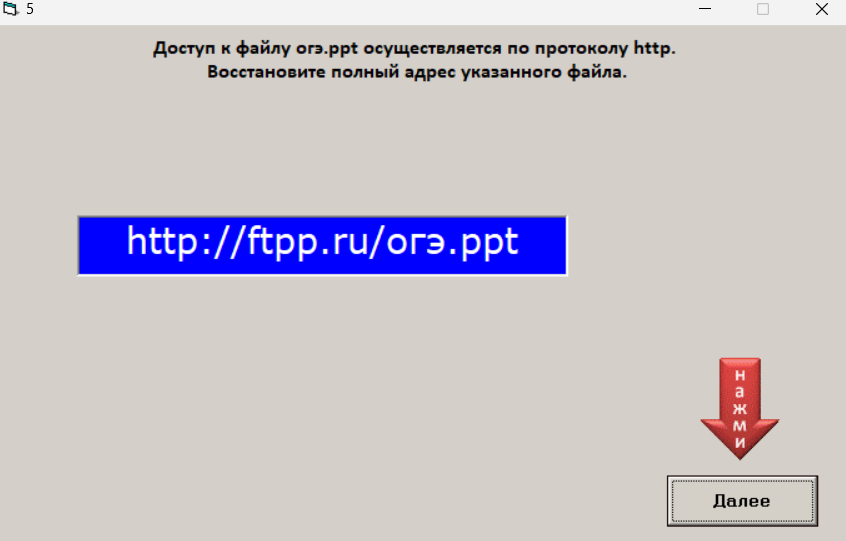 5
Доступ к файлу огэ.ppt осуществляется по протоколу http.
Восстановите полный адрес указанного файла.
http://ftpp.ru/огэ.ppt
нажми
Далее